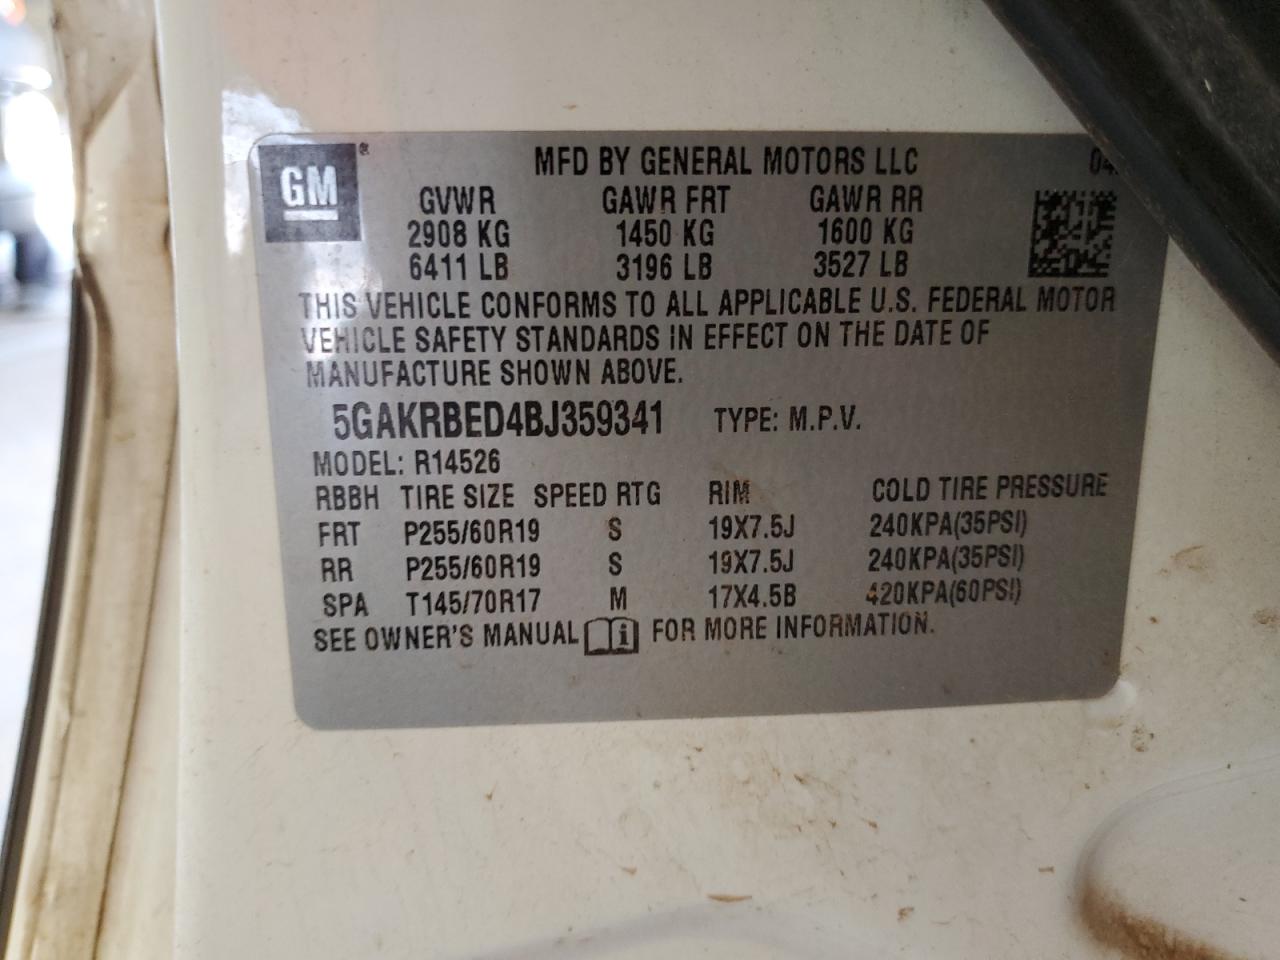 GM®
MFD BY GENERAL MOTORS LLC 04
GVWR GAWR FRT GAWR RR
2908 KG 1450 KG 1600 KG
6411 LB 3196 LB 3527 LB
THIS VEHICLE CONFORMS TO ALL APPLICABLE U.S. FEDERAL MOTOR
VEHICLE SAFETY STANDARDS IN EFFECT ON THE DATE OF
MANUFACTURE SHOWN ABOVE.
5GAKRBED4BJ359341 TYPE: M.P.V.
MODEL: R14526
RBBH TIRE SIZE SPEED RTG RIM COLD TIRE PRESSURE
FRT P255/60R19 S 19X7.5J 240KPA(35PSI)
RR P255/60R19 S 19X7.5J 240KPA(35PSI)
SPA T145/70R17 M 17X4.5B 420KPA(60PSI)
SEE OWNER'S MANUAL i FOR MORE INFORMATION.